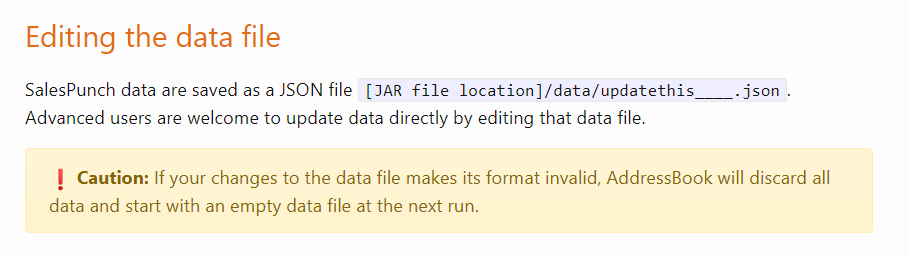 Editing the data file
SalesPunch data are saved as a JSON file [JAR file location]/data/updatethis____.json.
Advanced users are welcome to update data directly by editing that data file.
❗ Caution: If your changes to the data file makes its format invalid, AddressBook will discard all
data and start with an empty data file at the next run.